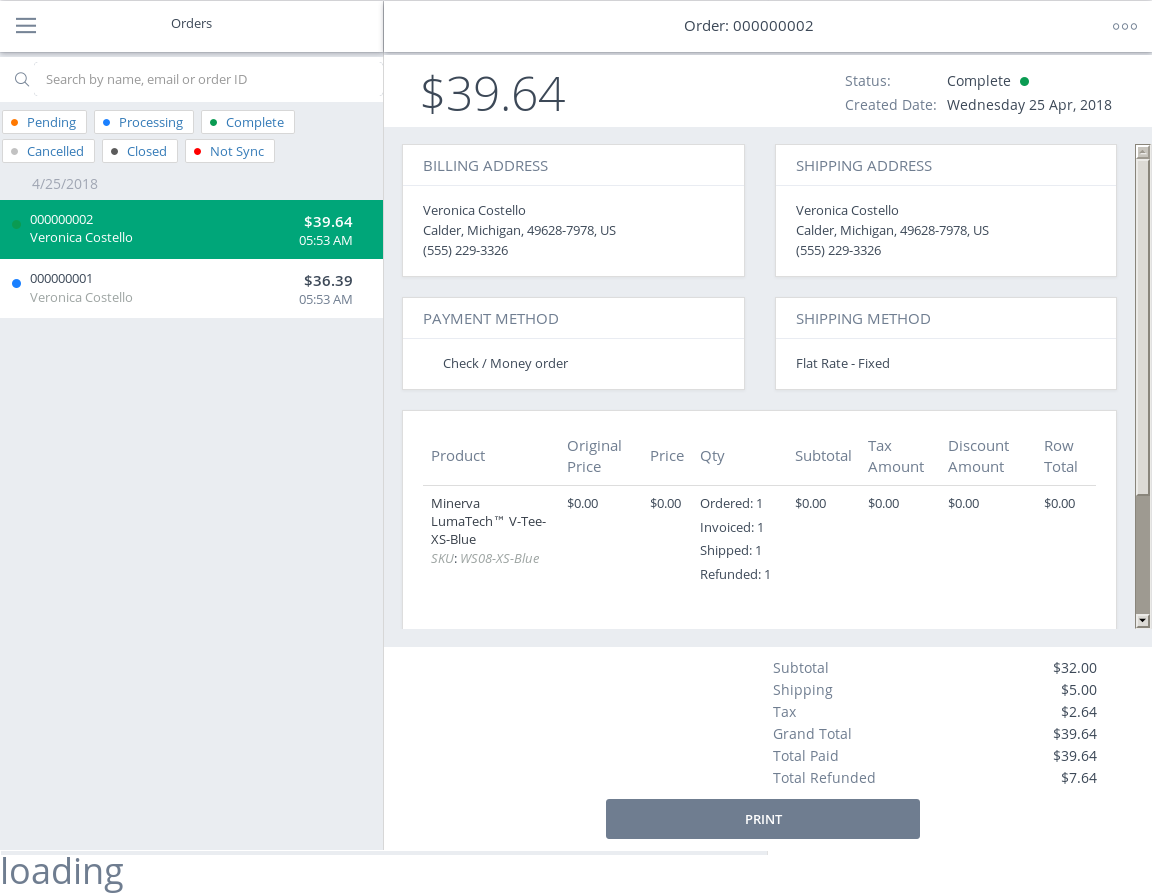 Orders
Order: 000000002
Search by name, email or order ID
Pending Processing Complete
Cancelled Closed Not Sync
4/25/2018
000000002 $39.64
Veronica Costello 05:53 AM
000000001 $36.39
Veronica Costello 05:53 AM
$39.64
Status: Complete
Created Date: Wednesday 25 Apr, 2018
BILLING ADDRESS
Veronica Costello
Calder, Michigan, 49628-7978, US
(555) 229-3326
SHIPPING ADDRESS
Veronica Costello
Calder, Michigan, 49628-7978, US
(555) 229-3326
PAYMENT METHOD
Check / Money order
SHIPPING METHOD
Flat Rate - Fixed
Product Original Price Price Qty Subtotal Tax Amount Discount Amount Row Total
Minerva $0.00 $0.00 Ordered: 1 $0.00 $0.00 $0.00 $0.00
LumaTech™ V-Tee- Invoiced: 1
XS-Blue Shipped: 1
SKU: WS08-XS-Blue Refunded: 1
Subtotal $32.00
Shipping $5.00
Tax $2.64
Grand Total $39.64
Total Paid $39.64
Total Refunded $7.64
PRINT
loading